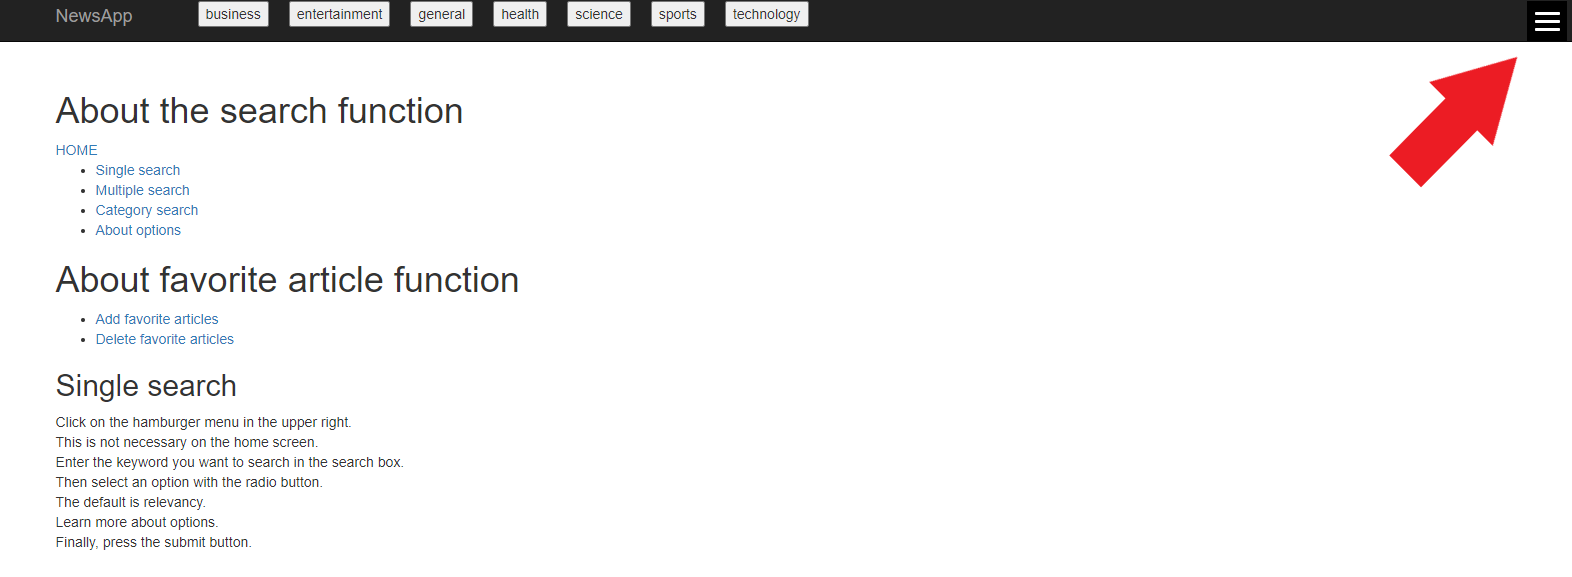 NewsApp business entertainment general health science sports technology
About the search function
HOME
Single search
Multiple search
Category search
About options
About favorite article function
Add favorite articles
Delete favorite articles
Single search
Click on the hamburger menu in the upper right.
This is not necessary on the home screen.
Enter the keyword you want to search in the search box.
Then select an option with the radio button.
The default is relevancy.
Learn more about options.
Finally, press the submit button.